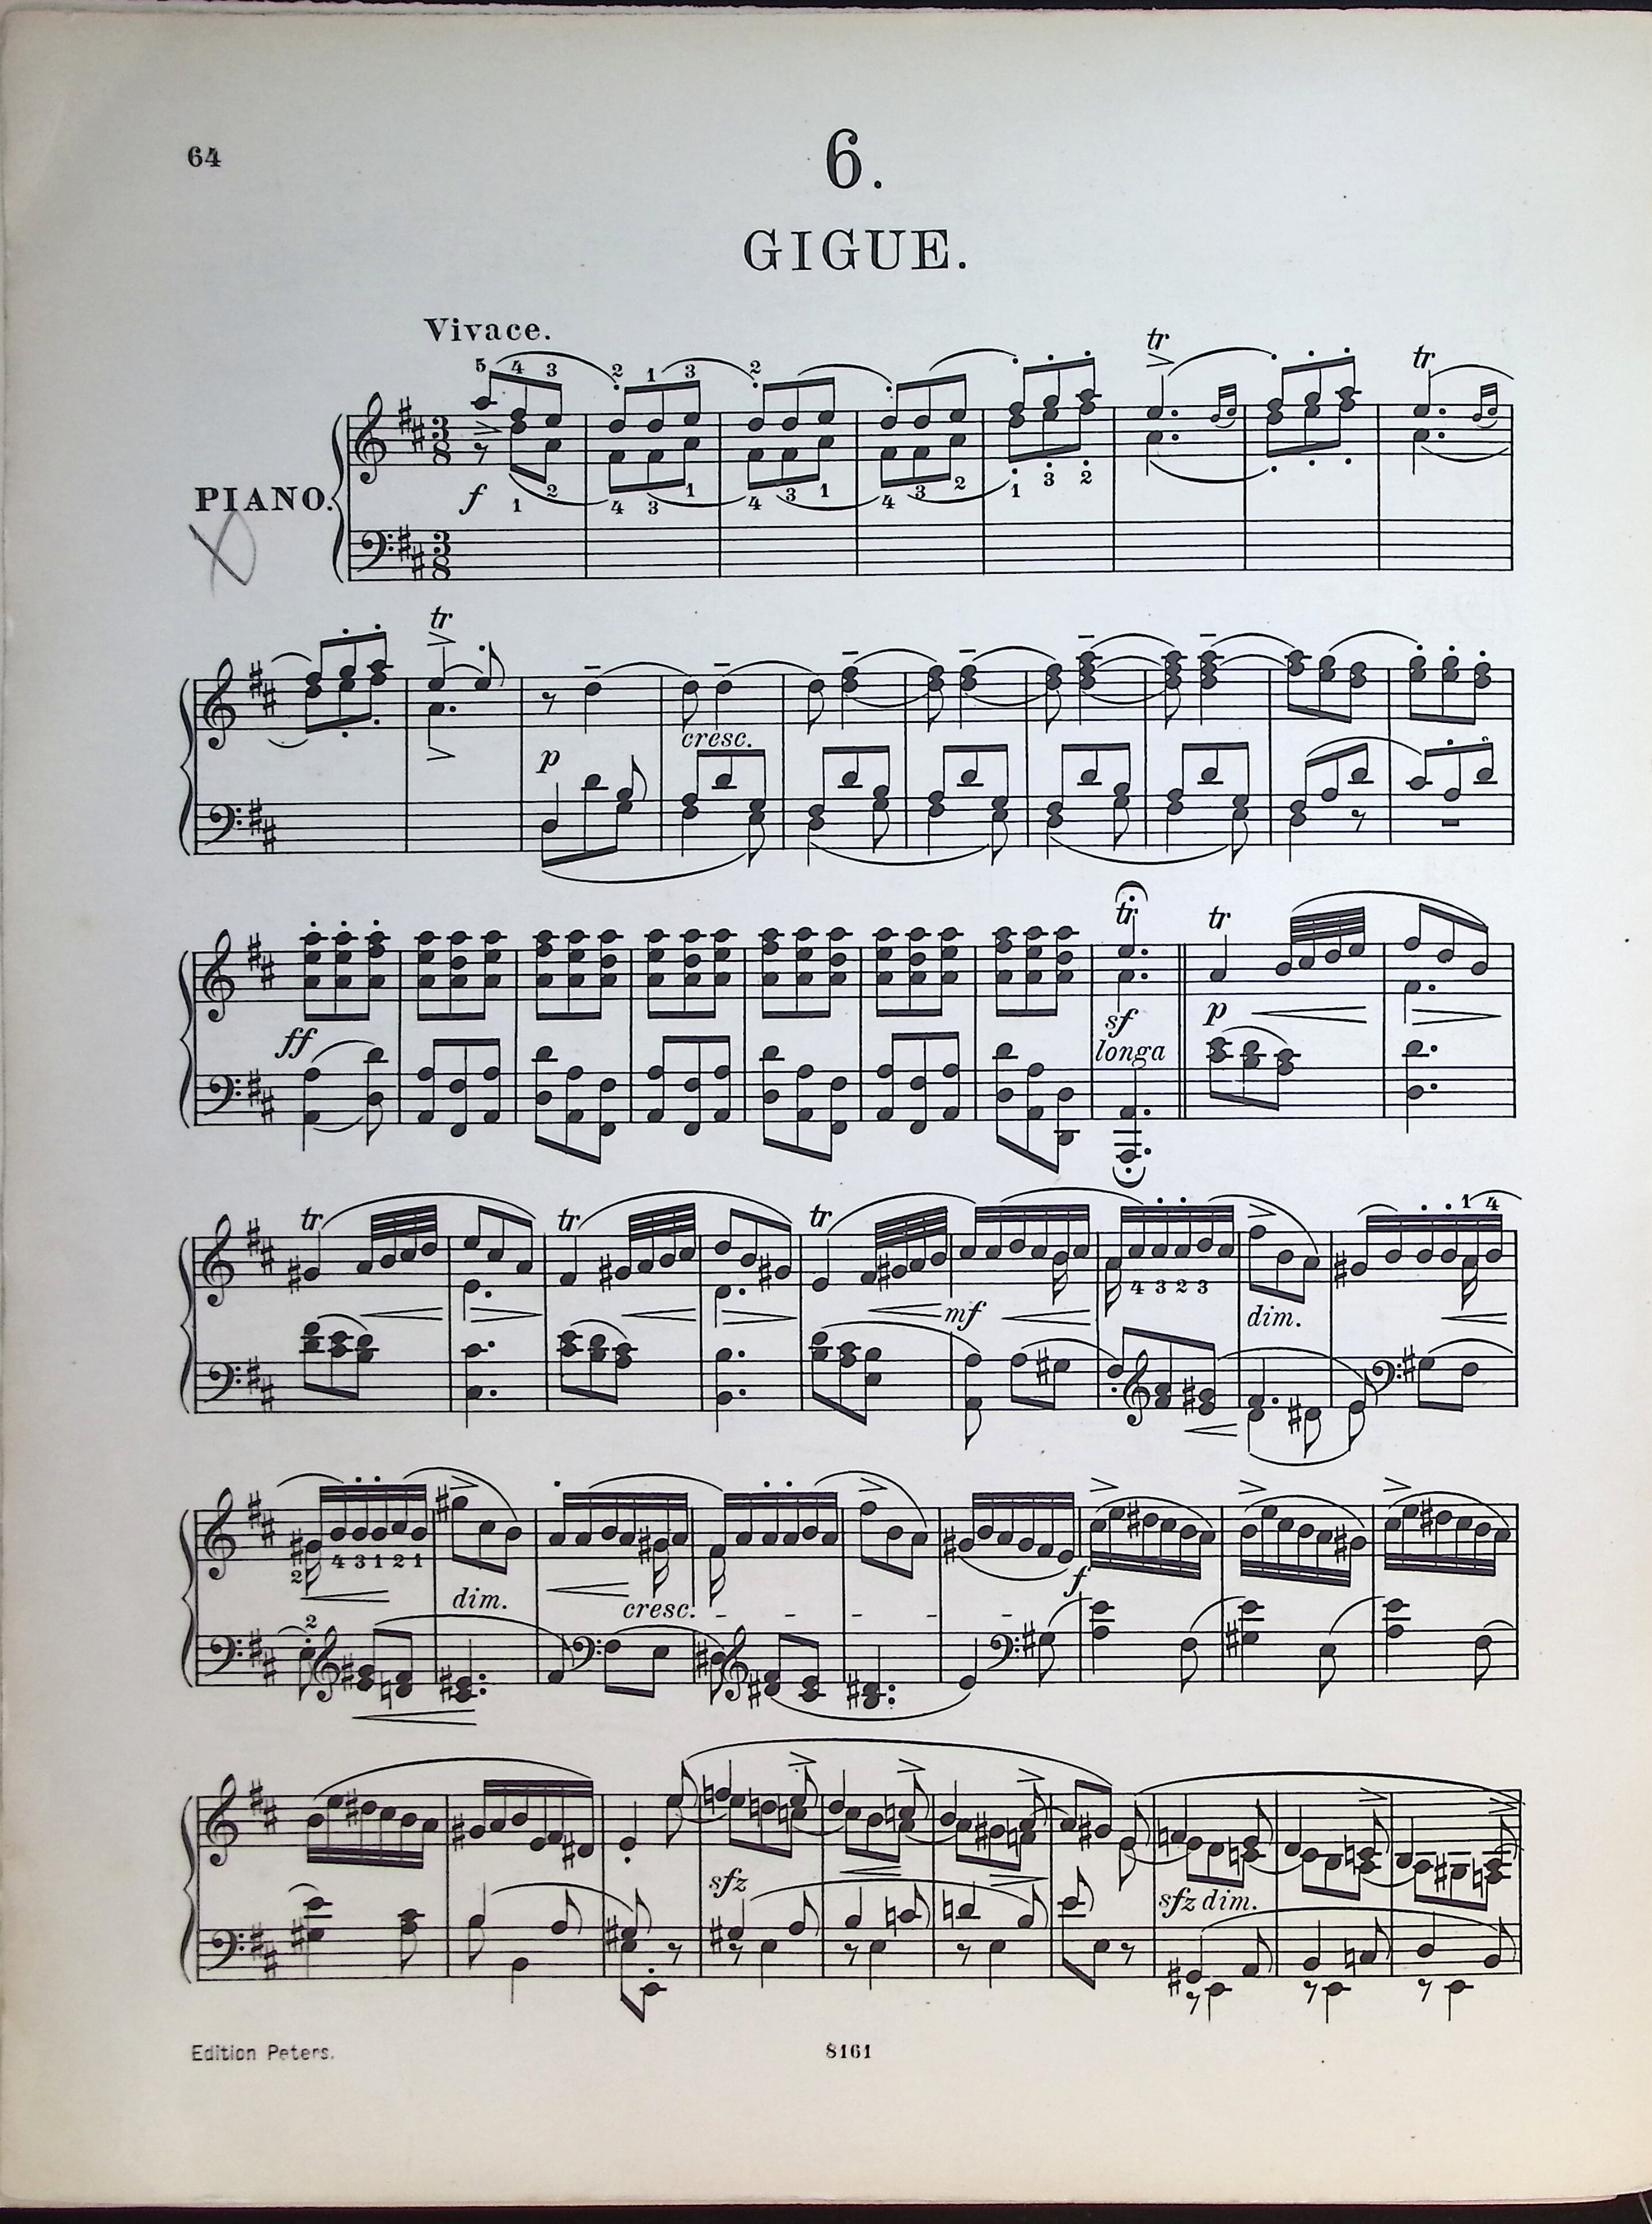 64
6.
GIGUE.
Vivace.
5 4 3 2 1 3 2
tr tr
PIANO.
f
1 2 4 3 1 4 3 1 4 3 2 1 3 2
tr
p cresc.
tr tr
ff sf p
longa
tr tr tr 1 4
4 3 2 3
mf dim.
2 4 3 1 2 1
dim. cresc. f
2
sfz sfz dim.
Edition Peters. 8161